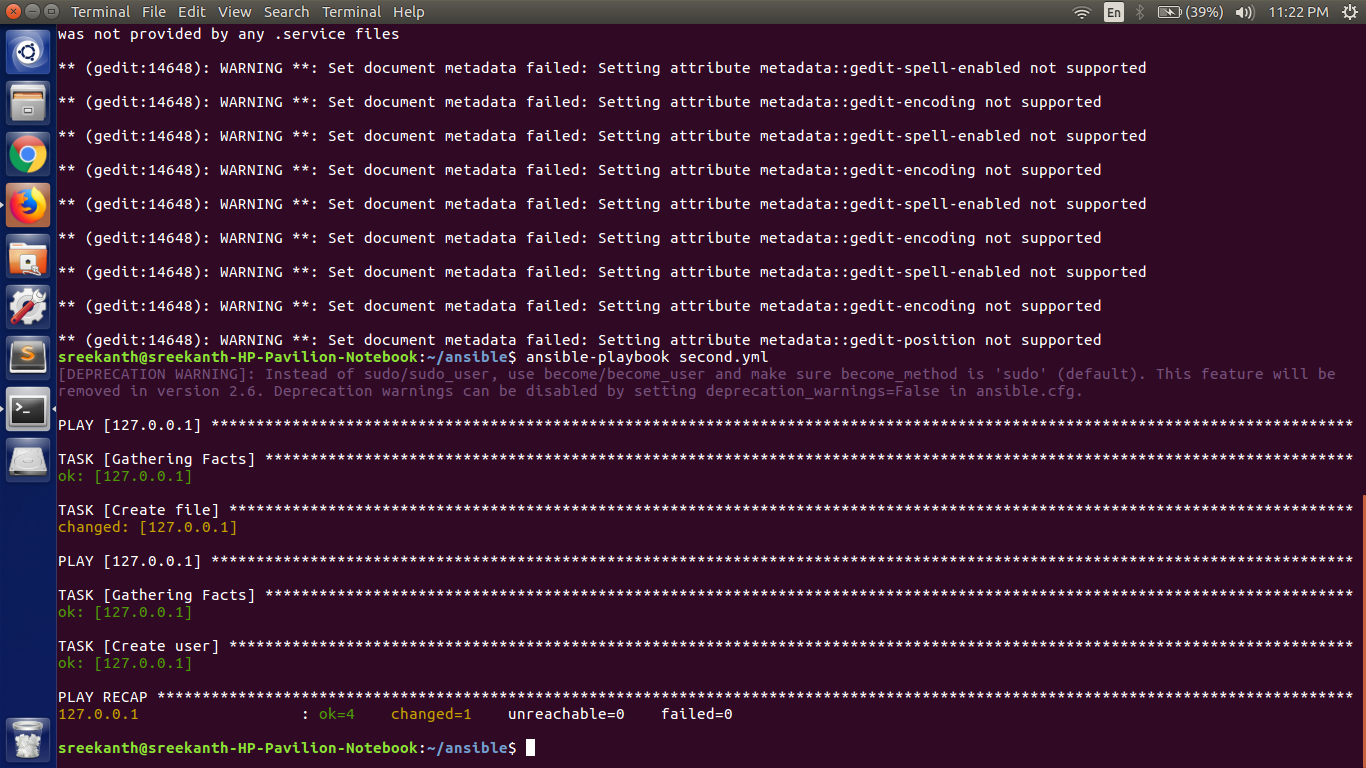 Terminal File Edit View Search Terminal Help En (39%) 11:22 PM
was not provided by any .service files
** (gedit:14648): WARNING **: Set document metadata failed: Setting attribute metadata::gedit-spell-enabled not supported
** (gedit:14648): WARNING **: Set document metadata failed: Setting attribute metadata::gedit-encoding not supported
** (gedit:14648): WARNING **: Set document metadata failed: Setting attribute metadata::gedit-spell-enabled not supported
** (gedit:14648): WARNING **: Set document metadata failed: Setting attribute metadata::gedit-encoding not supported
** (gedit:14648): WARNING **: Set document metadata failed: Setting attribute metadata::gedit-spell-enabled not supported
** (gedit:14648): WARNING **: Set document metadata failed: Setting attribute metadata::gedit-encoding not supported
** (gedit:14648): WARNING **: Set document metadata failed: Setting attribute metadata::gedit-spell-enabled not supported
** (gedit:14648): WARNING **: Set document metadata failed: Setting attribute metadata::gedit-encoding not supported
** (gedit:14648): WARNING **: Set document metadata failed: Setting attribute metadata::gedit-position not supported
sreekanth@sreekanth-HP-Pavilion-Notebook:~/ansible$ ansible-playbook second.yml
[DEPRECATION WARNING]: Instead of sudo/sudo_user, use become/become_user and make sure become_method is 'sudo' (default). This feature will be
removed in version 2.6. Deprecation warnings can be disabled by setting deprecation_warnings=False in ansible.cfg.
PLAY [127.0.0.1] *******************************************************************************************************************************
TASK [Gathering Facts] *************************************************************************************************************************
ok: [127.0.0.1]
TASK [Create file] *****************************************************************************************************************************
changed: [127.0.0.1]
PLAY [127.0.0.1] *******************************************************************************************************************************
TASK [Gathering Facts] *************************************************************************************************************************
ok: [127.0.0.1]
TASK [Create user] *****************************************************************************************************************************
ok: [127.0.0.1]
PLAY RECAP *************************************************************************************************************************************
127.0.0.1 : ok=4 changed=1 unreachable=0 failed=0
sreekanth@sreekanth-HP-Pavilion-Notebook:~/ansible$